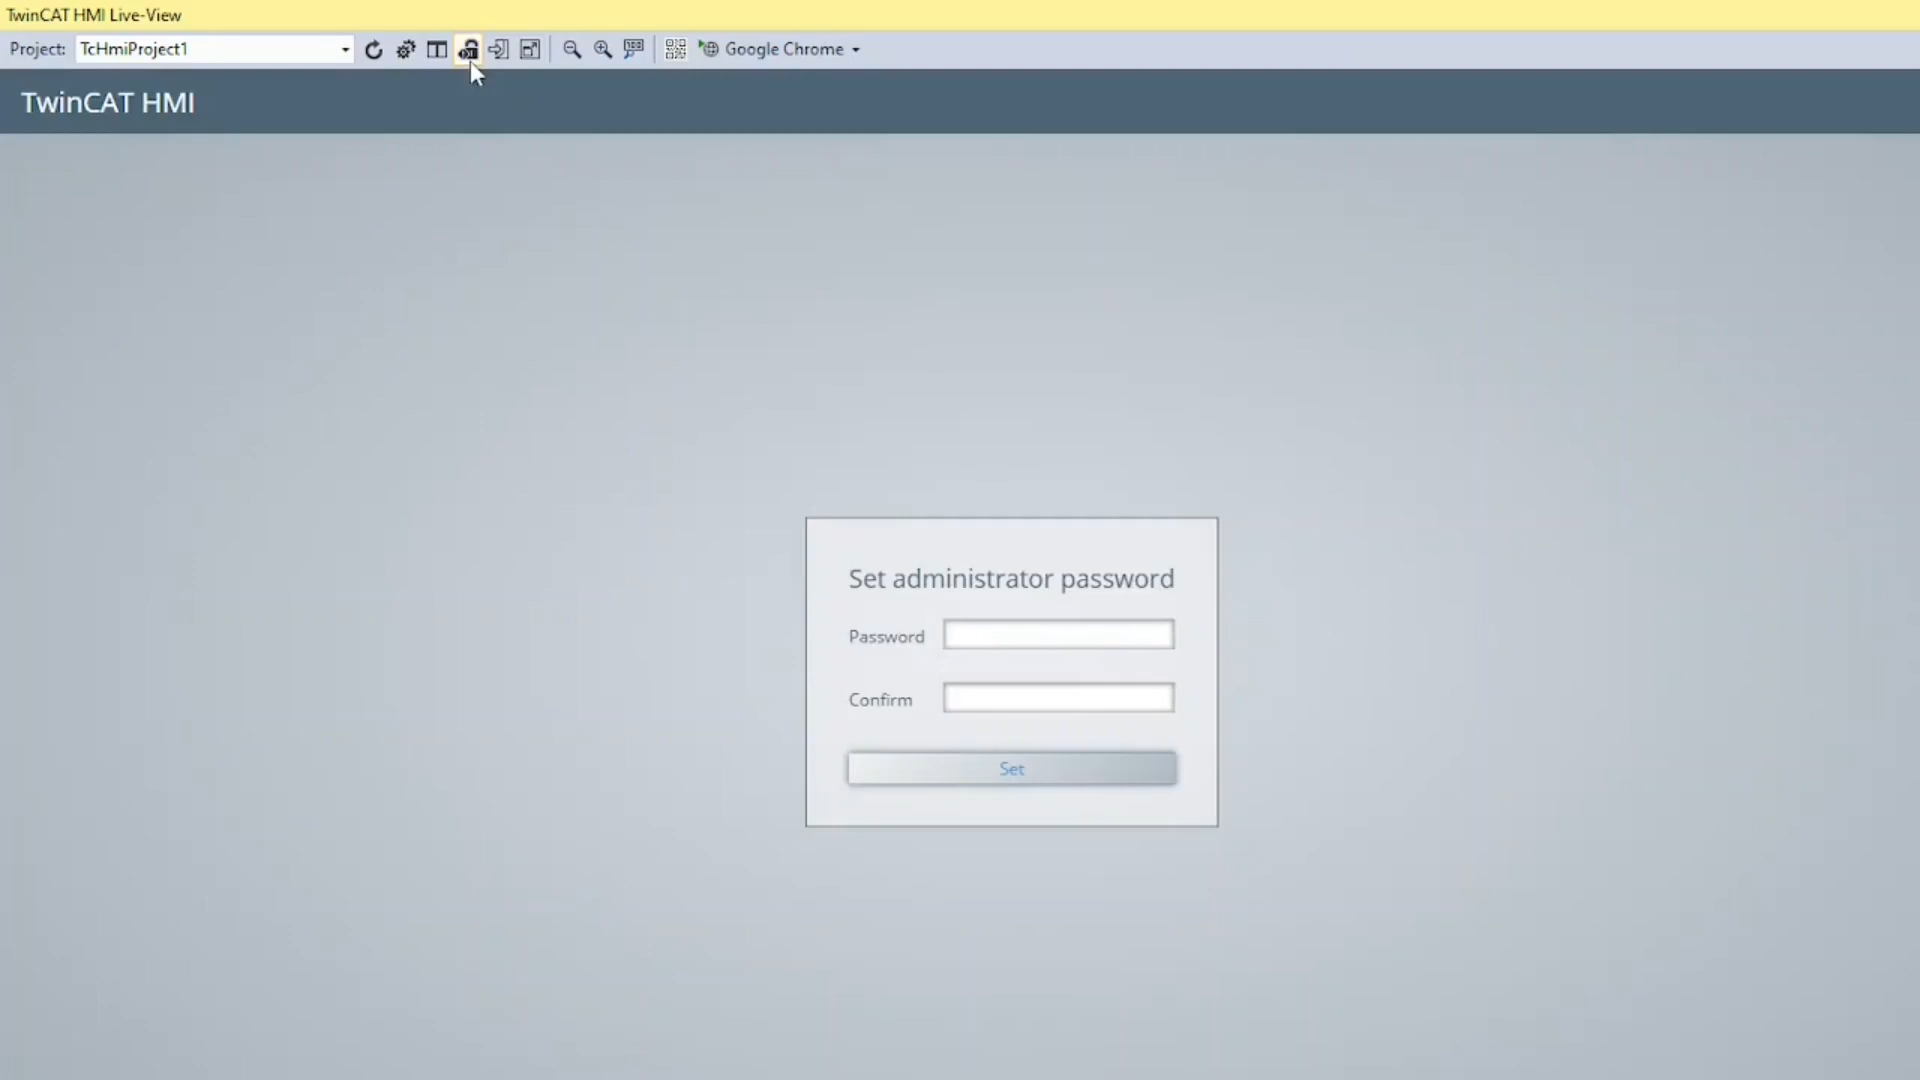 TwinCAT HMI Live-View
Project: TcHmiProject1 Google Chrome
TwinCAT HMI
Set administrator password
Password
Confirm
Set